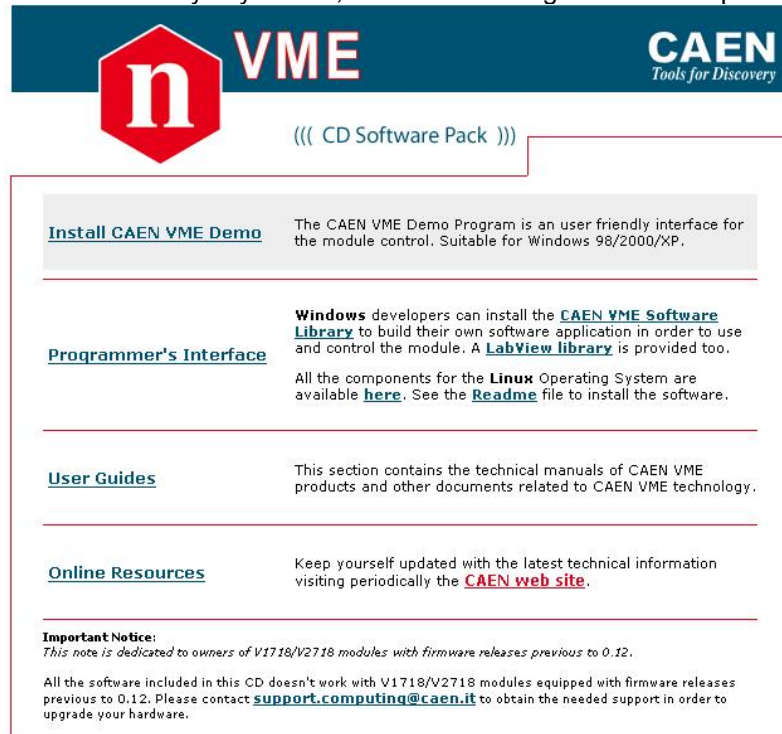 n VME
CAEN
Tools for Discovery
((( CD Software Pack )))
Install CAEN VME Demo
The CAEN VME Demo Program is an user friendly interface for
the module control. Suitable for Windows 98/2000/XP.
Programmer's Interface
Windows developers can install the CAEN VME Software
Library to build their own software application in order to use
and control the module. A LabView library is provided too.
All the components for the Linux Operating System are
available here. See the Readme file to install the software.
User Guides
This section contains the technical manuals of CAEN VME
products and other documents related to CAEN VME technology.
Online Resources
Keep yourself updated with the latest technical information
visiting periodically the CAEN web site.
Important Notice:
This note is dedicated to owners of V1718/V2718 modules with firmware releases previous to 0.12.
All the software included in this CD doesn't work with V1718/V2718 modules equipped with firmware releases
previous to 0.12. Please contact support.computing@caen.it to obtain the needed support in order to
upgrade your hardware.